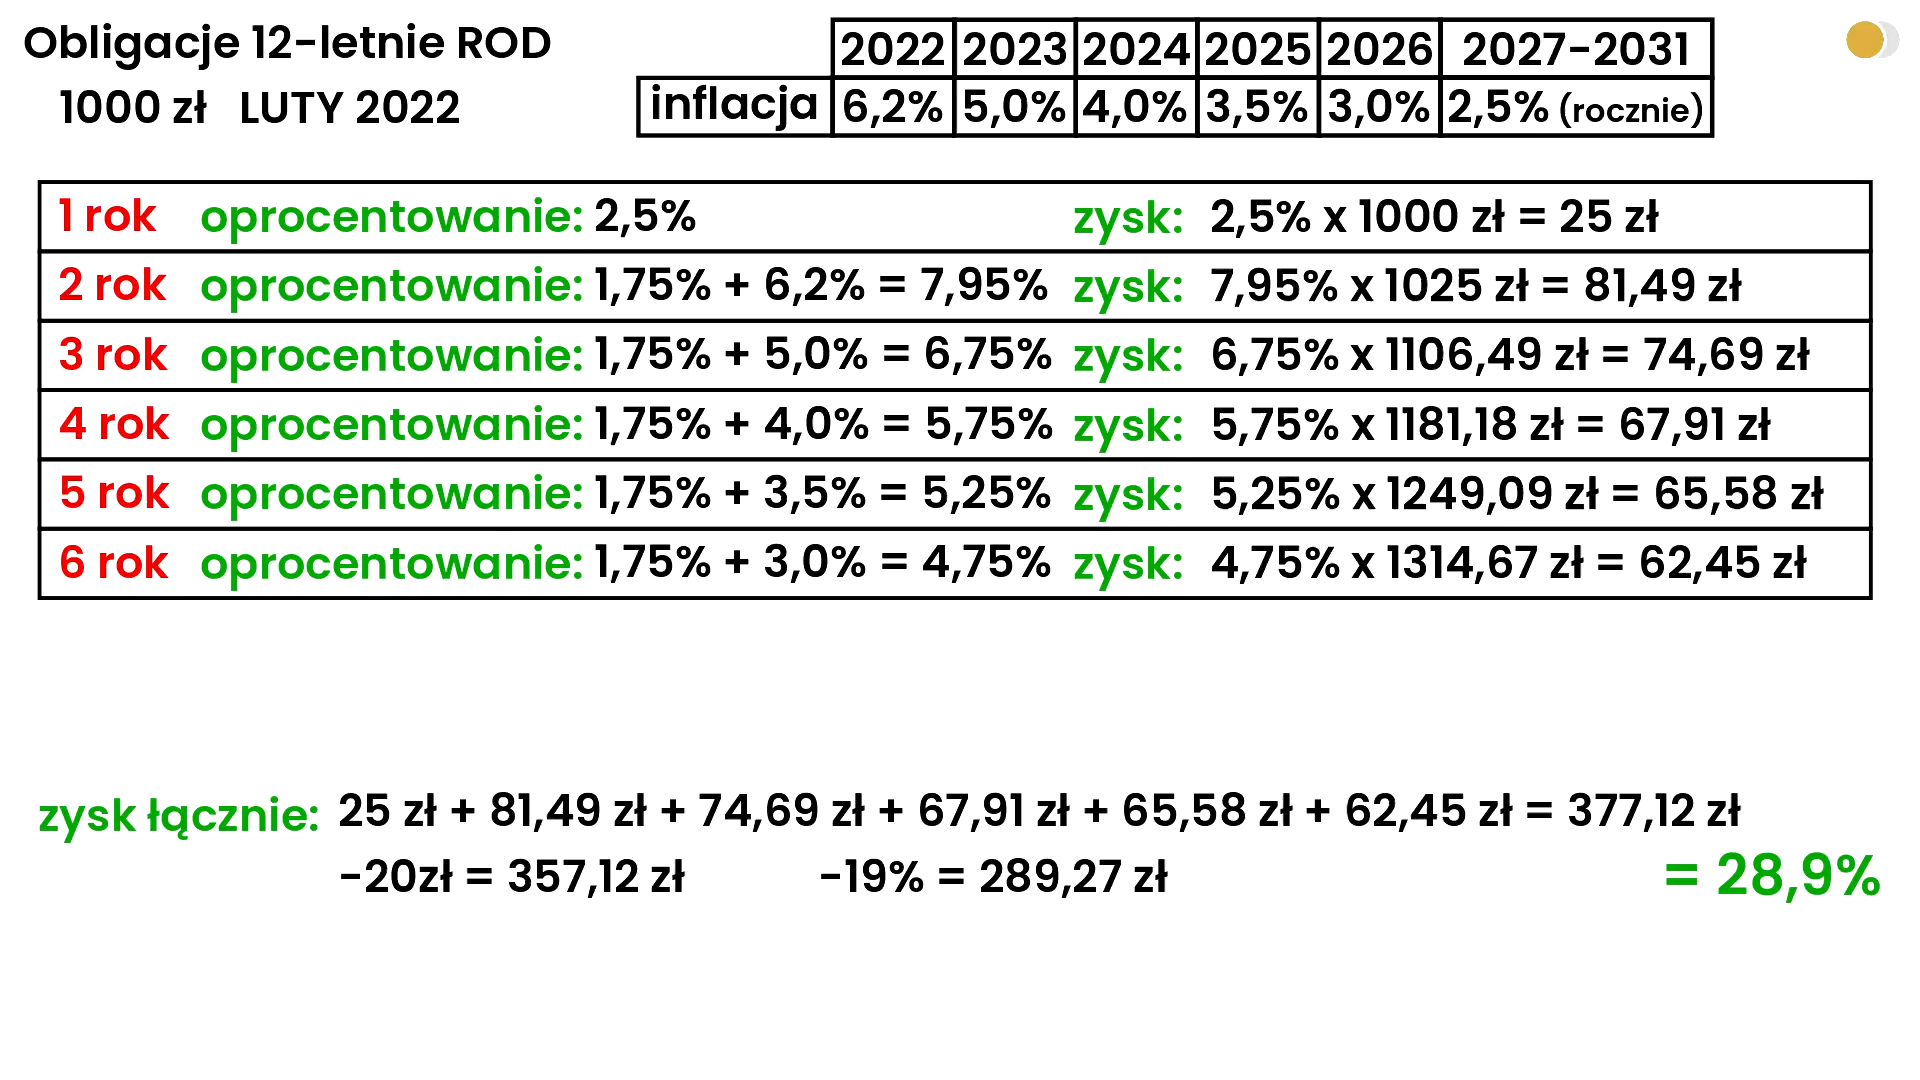 Obligacje 12-letnie ROD
1000 zł LUTY 2022
2022 2023 2024 2025 2026 2027-2031
inflacja 6,2% 5,0% 4,0% 3,5% 3,0% 2,5% (rocznie)
1 rok oprocentowanie: 2,5% zysk: 2,5% x 1000 zł = 25 zł
2 rok oprocentowanie: 1,75% + 6,2% = 7,95% zysk: 7,95% x 1025 zł = 81,49 zł
3 rok oprocentowanie: 1,75% + 5,0% = 6,75% zysk: 6,75% x 1106,49 zł = 74,69 zł
4 rok oprocentowanie: 1,75% + 4,0% = 5,75% zysk: 5,75% x 1181,18 zł = 67,91 zł
5 rok oprocentowanie: 1,75% + 3,5% = 5,25% zysk: 5,25% x 1249,09 zł = 65,58 zł
6 rok oprocentowanie: 1,75% + 3,0% = 4,75% zysk: 4,75% x 1314,67 zł = 62,45 zł
zysk łącznie: 25 zł + 81,49 zł + 74,69 zł + 67,91 zł + 65,58 zł + 62,45 zł = 377,12 zł
-20zł = 357,12 zł -19% = 289,27 zł = 28,9%